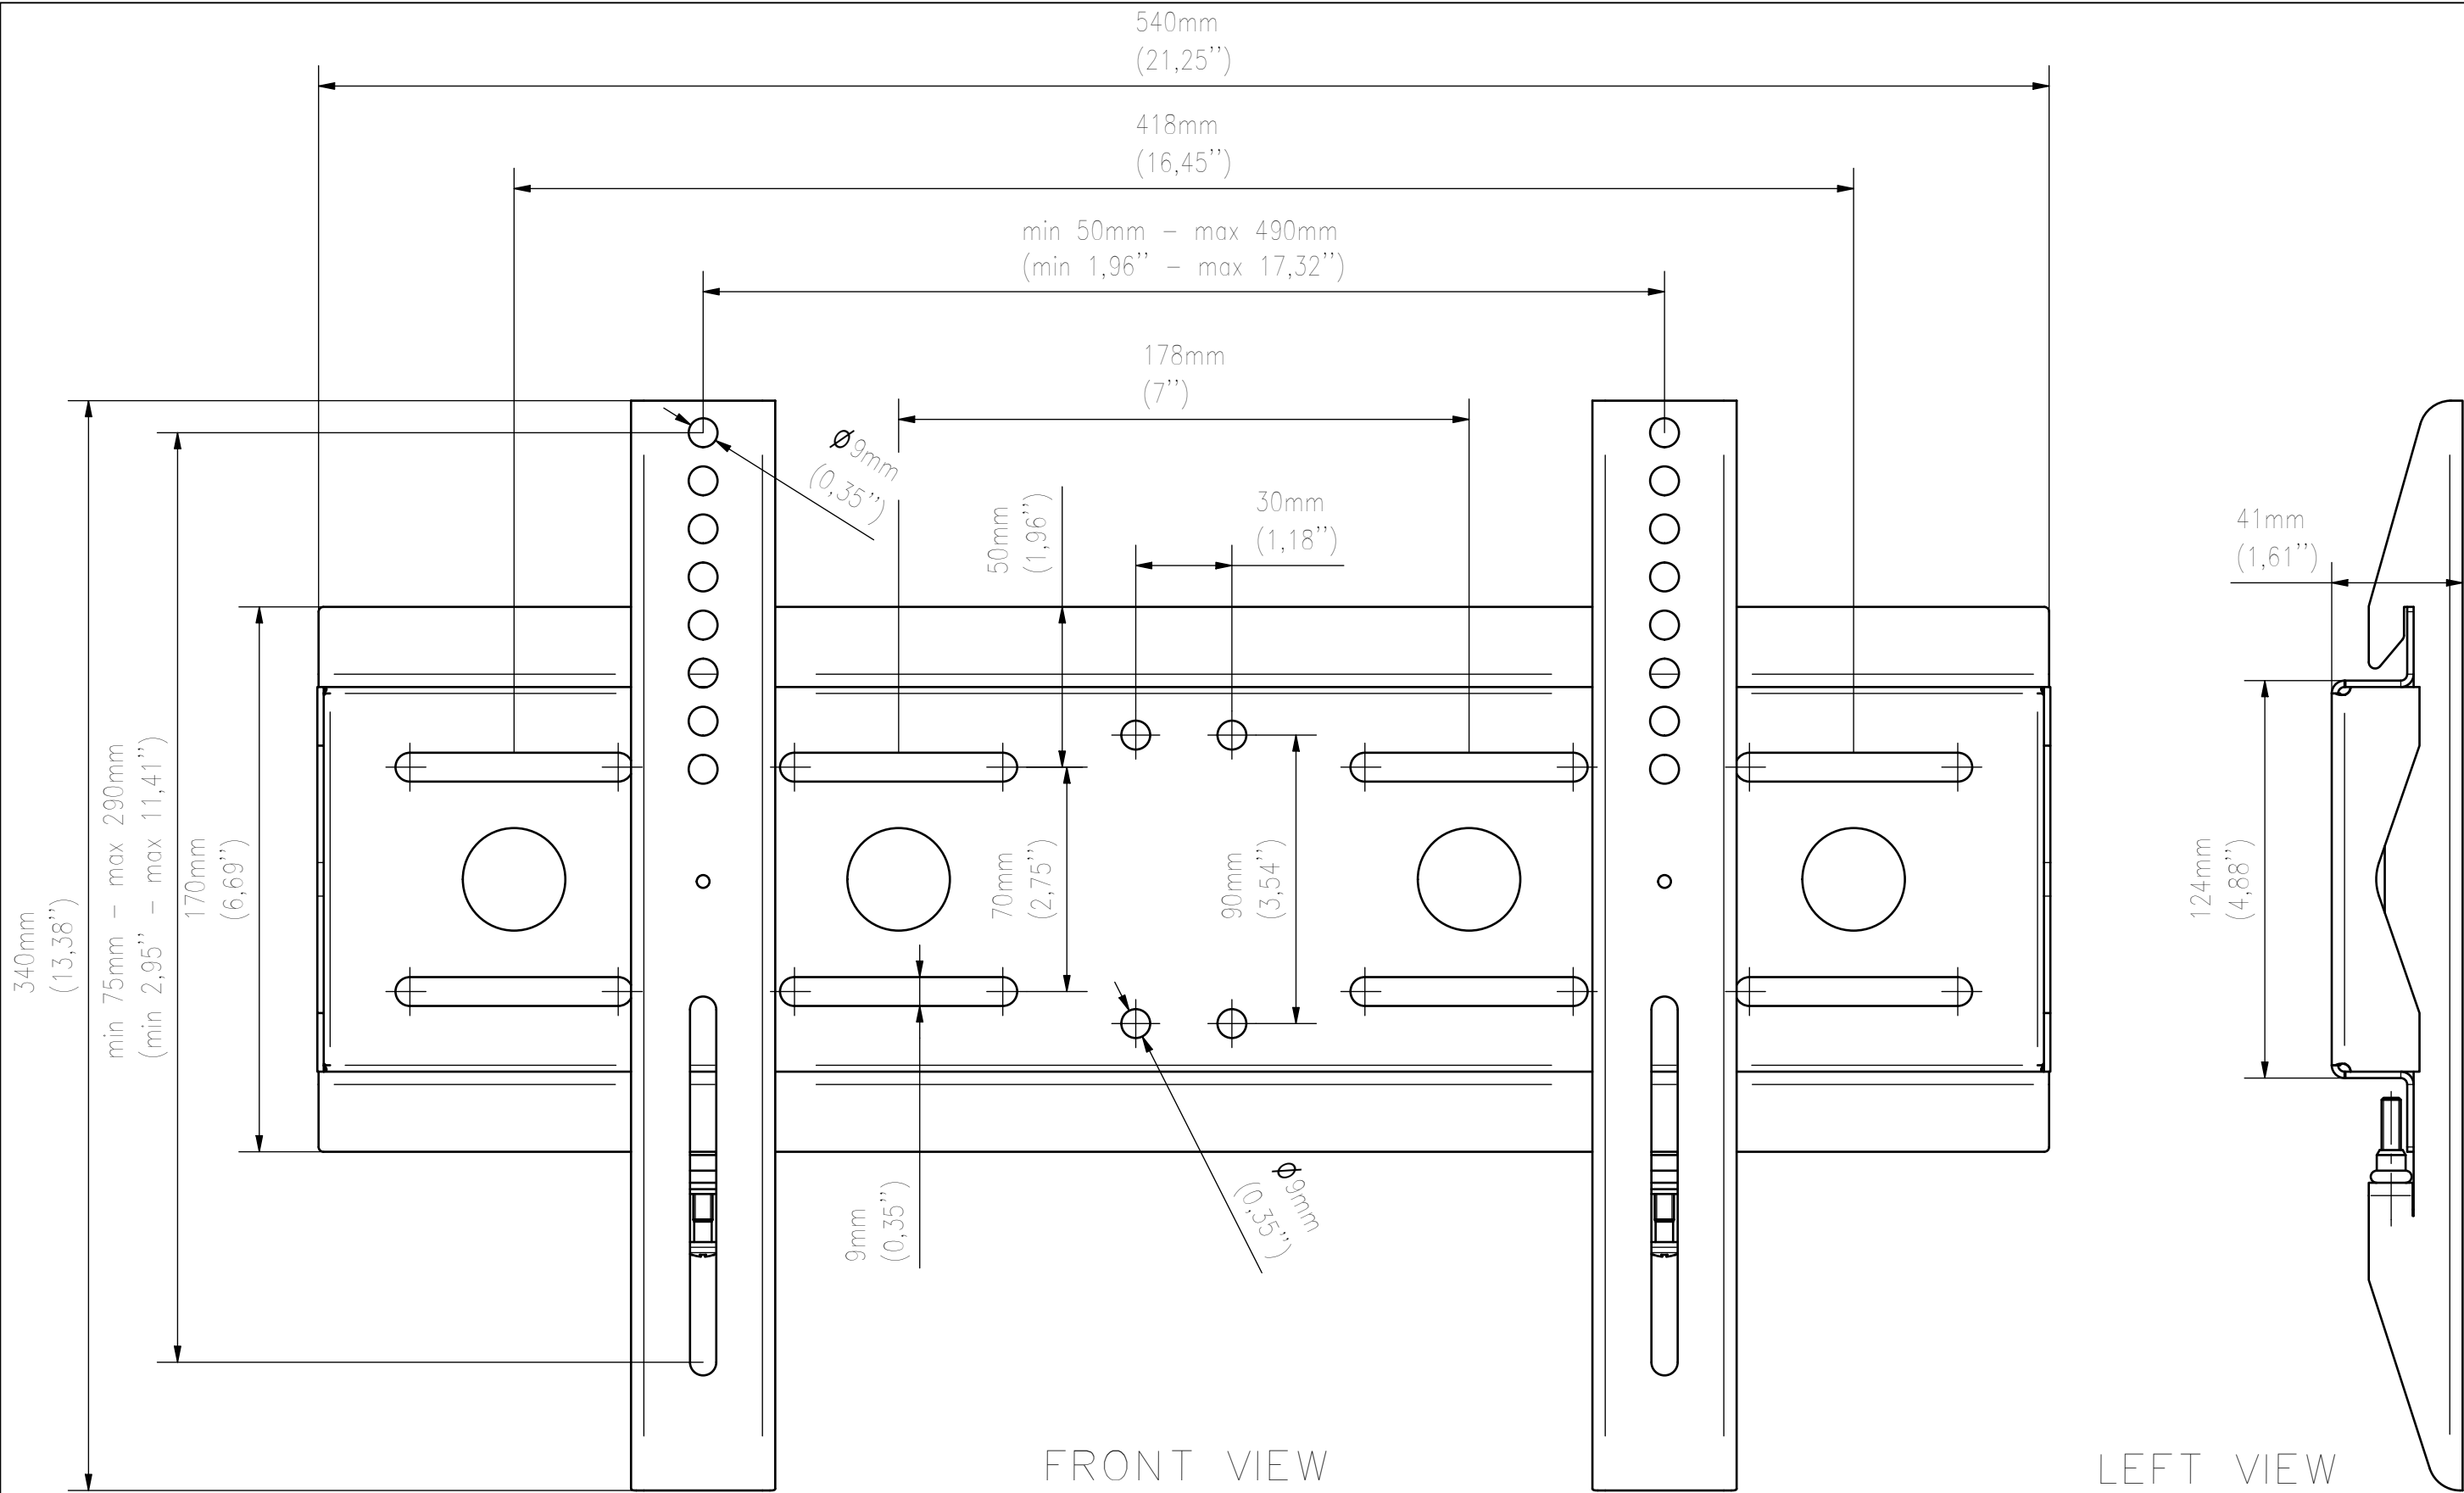 540mm
(21,25'')
418mm
(16,45'')
min 50mm - max 490mm
(min 1,96'' - max 17,32'')
178mm
(7'')
Ø9mm
(0,35'')
50mm
(1,96'')
30mm
(1,18'')
41mm
(1,61'')
340mm
(13,38'')
min 75mm - max 290mm
(min 2,95'' - max 11,41'')
170mm
(6,69'')
70mm
(2,75'')
90mm
(3,54'')
124mm
(4,88'')
9mm
(0,35'')
Ø9mm
(0,35'')
FRONT VIEW
LEFT VIEW